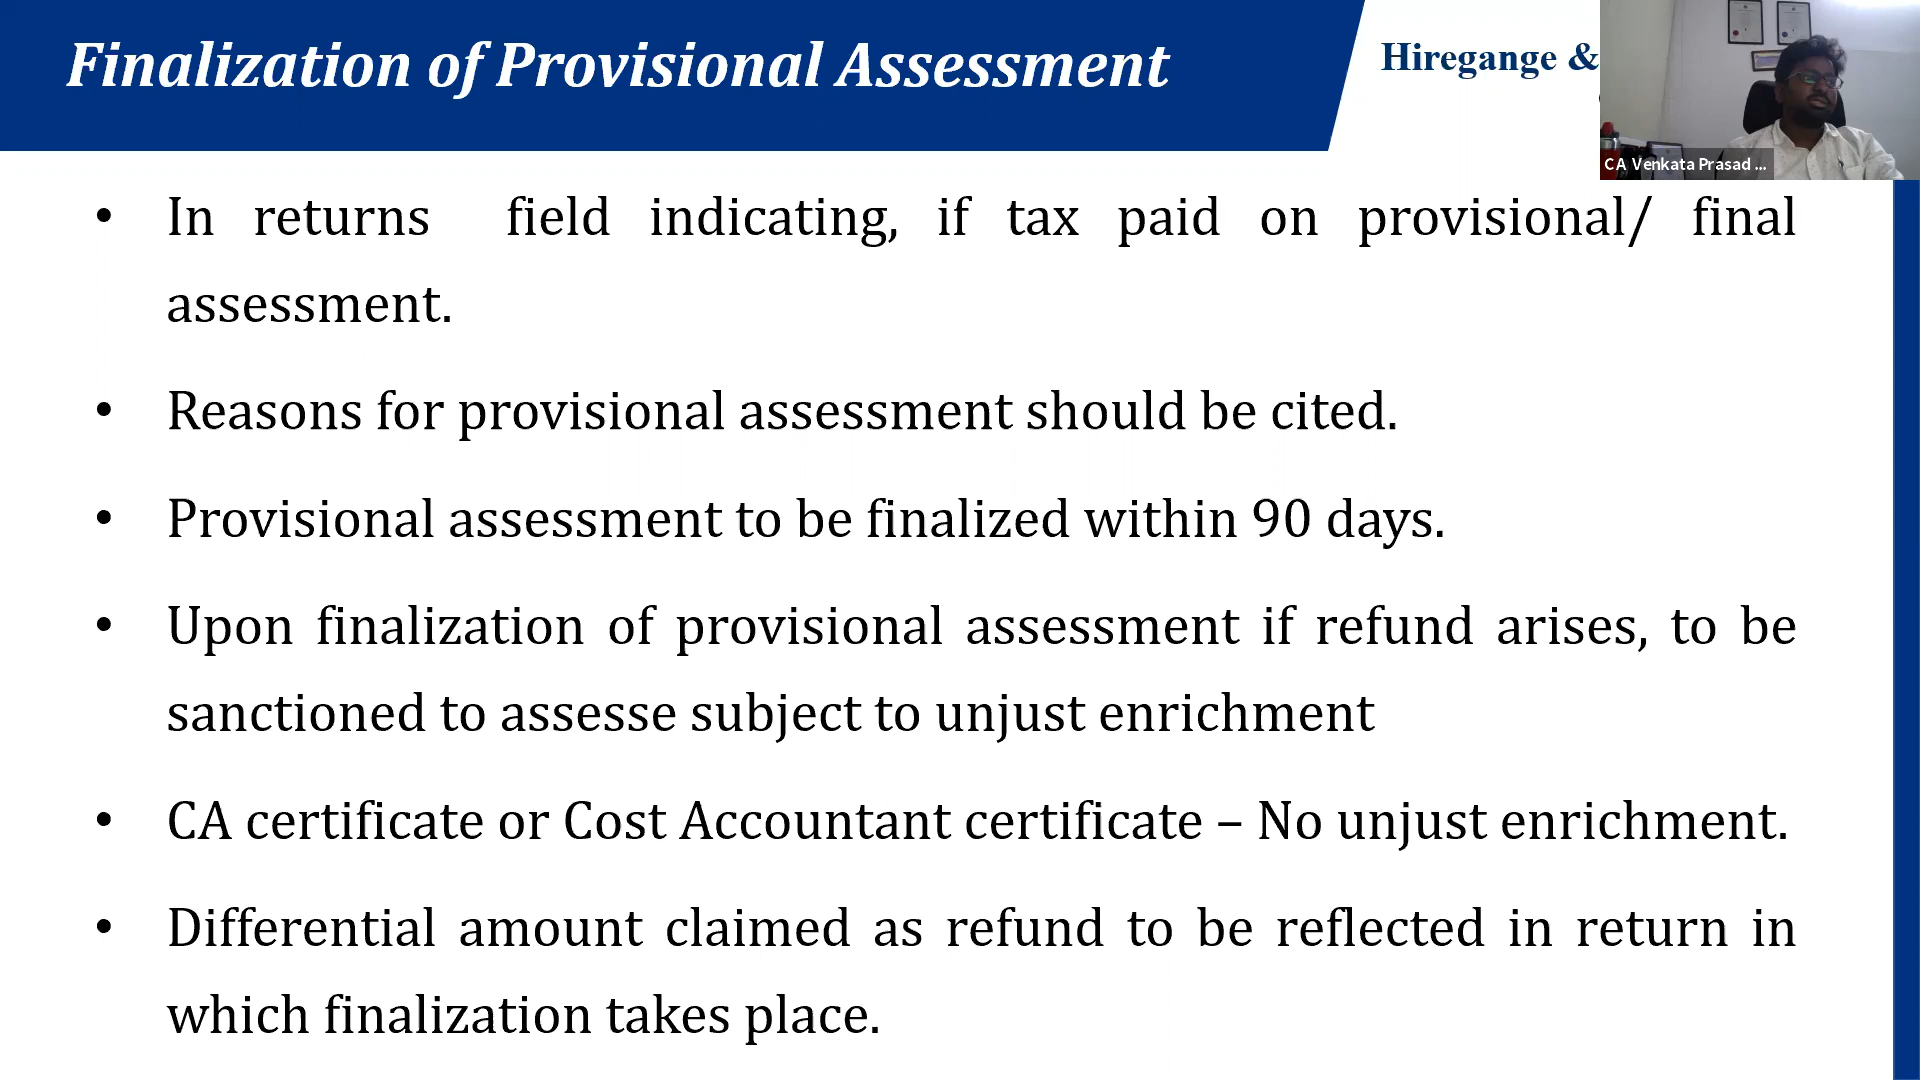 Finalization of Provisional Assessment
Hiregange &
CA Venkata Prasad ...
• In returns field indicating, if tax paid on provisional/ final
assessment.
• Reasons for provisional assessment should be cited.
• Provisional assessment to be finalized within 90 days.
• Upon finalization of provisional assessment if refund arises, to be
sanctioned to assesse subject to unjust enrichment
• CA certificate or Cost Accountant certificate – No unjust enrichment.
• Differential amount claimed as refund to be reflected in return in
which finalization takes place.